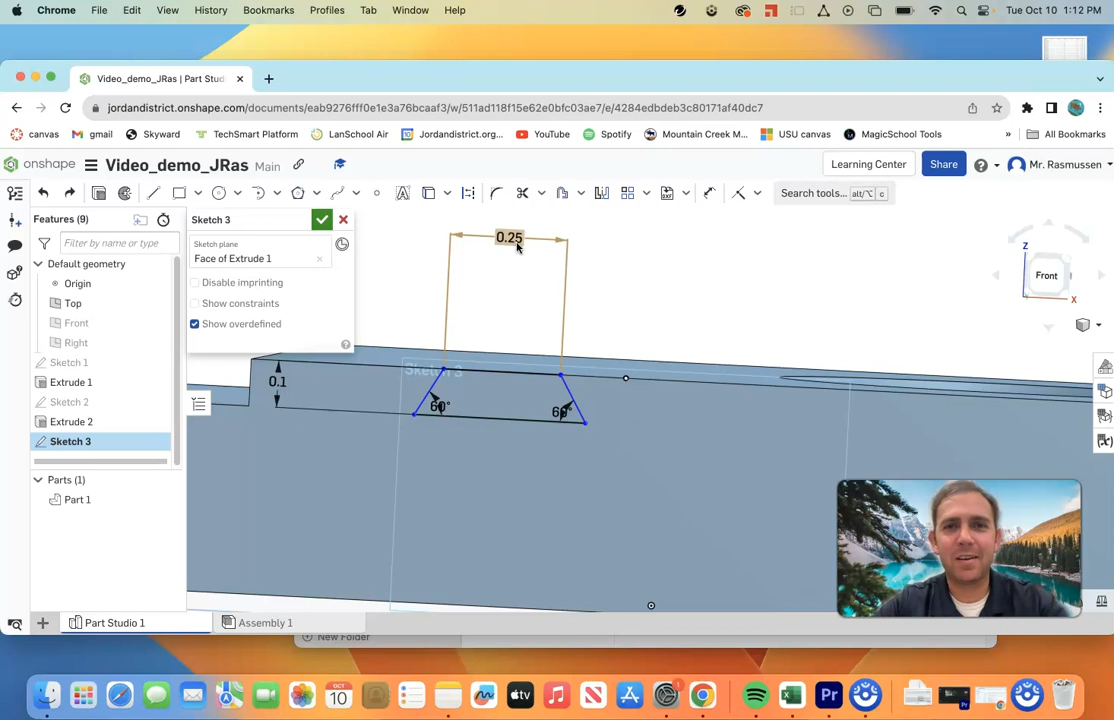 Chrome File Edit View History Bookmarks Profiles Tab Window Help Tue Oct 10 1:12 PM
Video_demo_JRas | Part Studi
jordandistrict.onshape.com/documents/eab9276fff0e1e3a76bcaaf3/w/511ad118f15e62e0bfc03ae7/e/4284edbdeb3c80171af40dc7
canvas gmail Skyward TechSmart Platform LanSchool Air Jordandistrict.org... YouTube Spotify Mountain Creek M... USU canvas MagicSchool Tools » All Bookmarks
onshape Video_demo_JRas Main Learning Center Share Mr. Rasmussen
Search tools... alt/⌥ c
Features (9)
Filter by name or type
Default geometry
Origin
Top
Front
Right
Sketch 1
Extrude 1
Sketch 2
Extrude 2
Sketch 3
Parts (1)
Part 1
Sketch 3
Sketch plane
Face of Extrude 1
Disable imprinting
Show constraints
Show overdefined
0.25
Sketch 3
0.1
60°
60°
Z
Front
X
Part Studio 1 Assembly 1
New Folder
OCT
10
tv
Pr